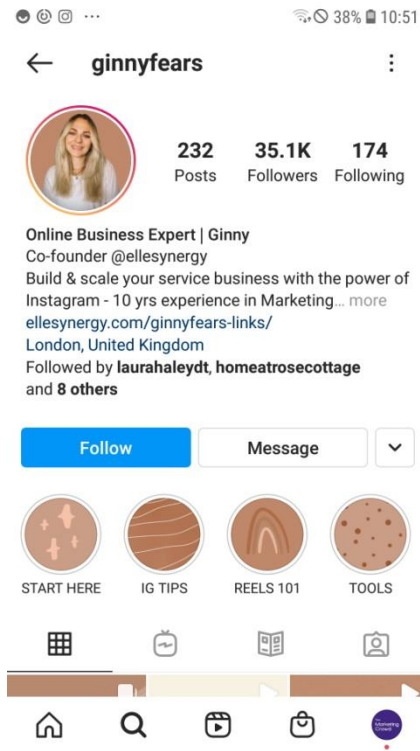 38% 10:51
ginnyfears
232 35.1K 174
Posts Followers Following
Online Business Expert | Ginny
Co-founder @ellesynergy
Build & scale your service business with the power of
Instagram - 10 yrs experience in Marketing... more
ellesynergy.com/ginnyfears-links/
London, United Kingdom
Followed by laurahaleydt, homeatrosecottage
and 8 others
Follow Message
START HERE IG TIPS REELS 101 TOOLS
The
Marketing
Crowd